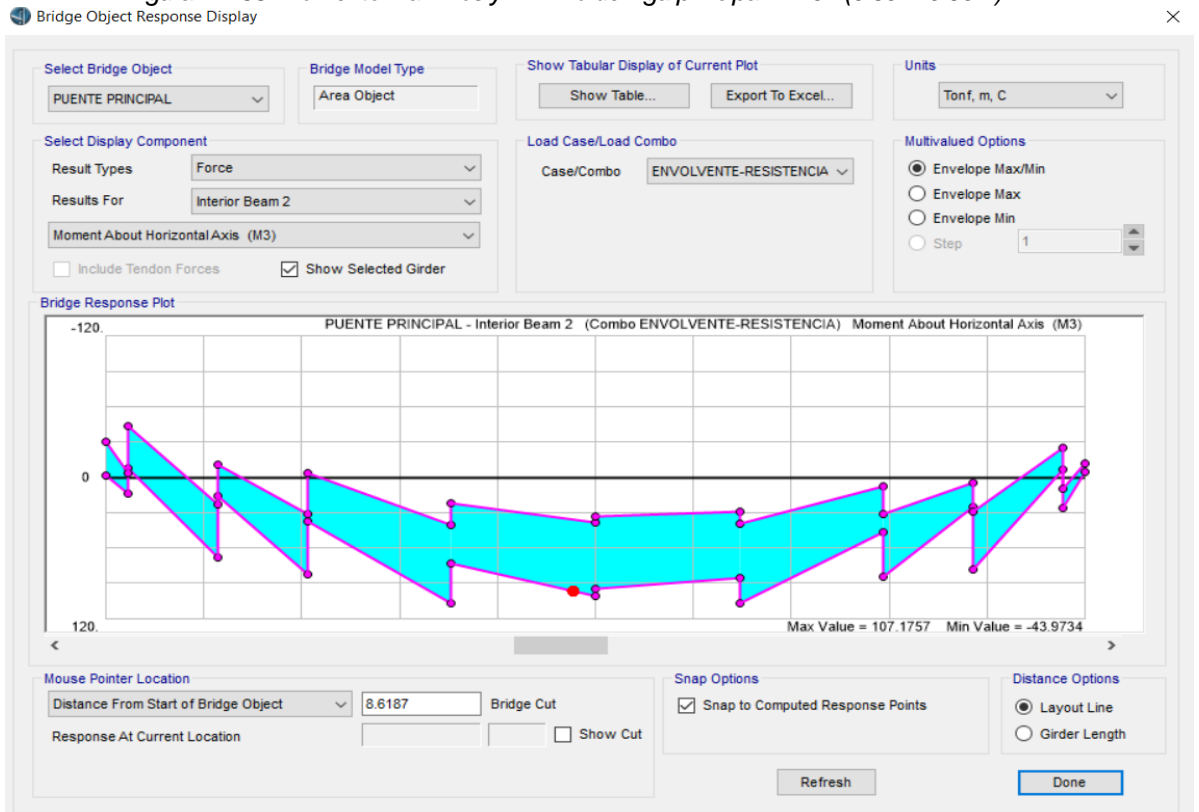 Bridge Object Response Display
Select Bridge Object
PUENTE PRINCIPAL
Bridge Model Type
Area Object
Show Tabular Display of Current Plot
Show Table...
Export To Excel...
Units
Tonf, m, C
Select Display Component
Result Types
Force
Results For
Interior Beam 2
Moment About Horizontal Axis (M3)
Include Tendon Forces
Show Selected Girder
Load Case/Load Combo
Case/Combo
ENVOLVENTE-RESISTENCIA
Multivalued Options
Envelope Max/Min
Envelope Max
Envelope Min
Step
1
Bridge Response Plot
-120.
PUENTE PRINCIPAL - Interior Beam 2 (Combo ENVOLVENTE-RESISTENCIA) Moment About Horizontal Axis (M3)
0
120.
Max Value = 107.1757 Min Value = -43.9734
Mouse Pointer Location
Distance From Start of Bridge Object
8.6187
Bridge Cut
Response At Current Location
Show Cut
Snap Options
Snap to Computed Response Points
Distance Options
Layout Line
Girder Length
Refresh
Done